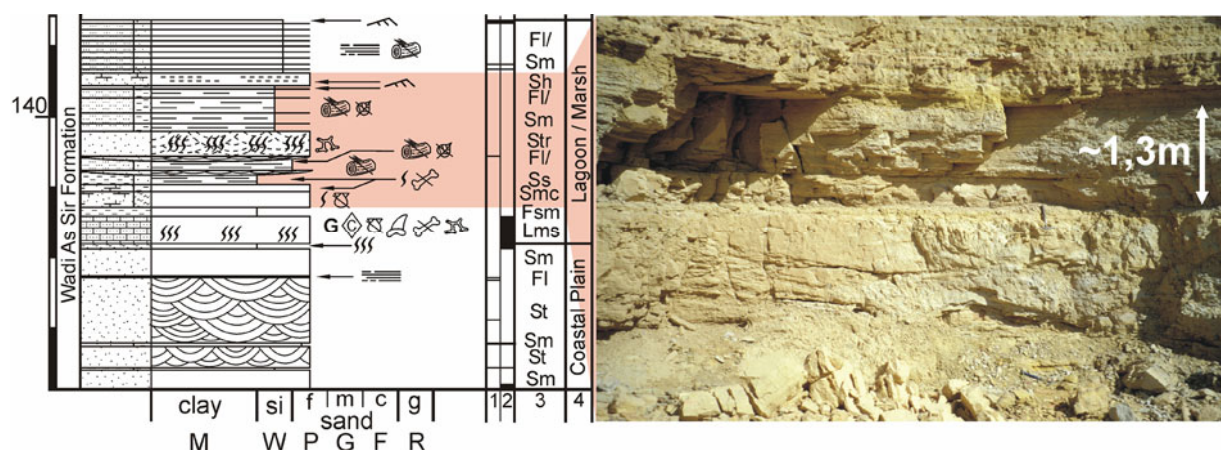 140
Wadi As Sir Formation
G C
Fl/
Sm
Sh
Fl/
Sm
Str
Fl/
Ss
Smc
Fsm
Lms
Sm
Fl
St
Sm
St
Sm
Lagoon / Marsh
Coastal Plain
clay si f m c g
sand
M W P G F R
1 2 3 4
~1,3m